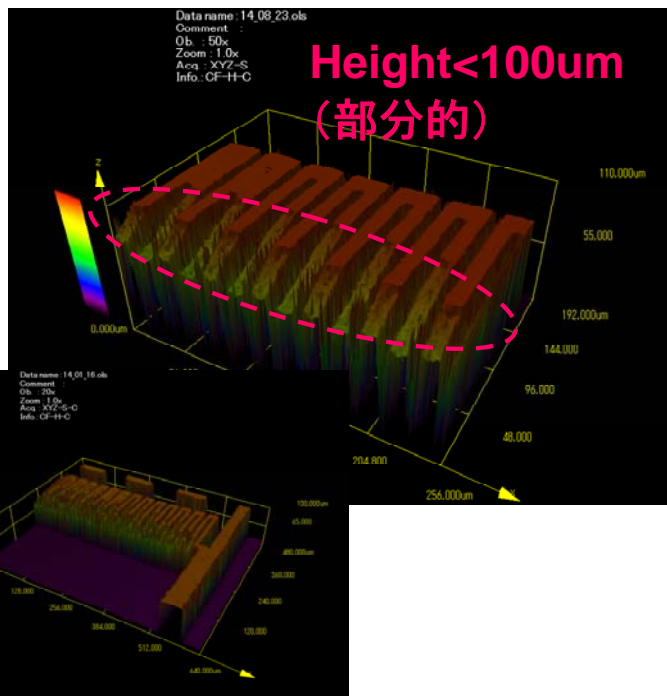 Data name : 14_08_23.ols
Comment :
Ob. : 50x
Zoom : 1.0x
Acq. : XYZ-S
Info. : CF-H-C
Height<100um
（部分的）
Z
110.000um
55.000
192.000um
144.000
96.000
48.000
0.000um
204.800
256.000um
Data name : 14_01_16.ols
Comment :
Ob. : 20x
Zoom : 1.0x
Acq. : XYZ-S-C
Info. : CF-H-C
65.000
480.000um
360.000
240.000
120.000
128.000
256.000
384.000
512.000
640.000um